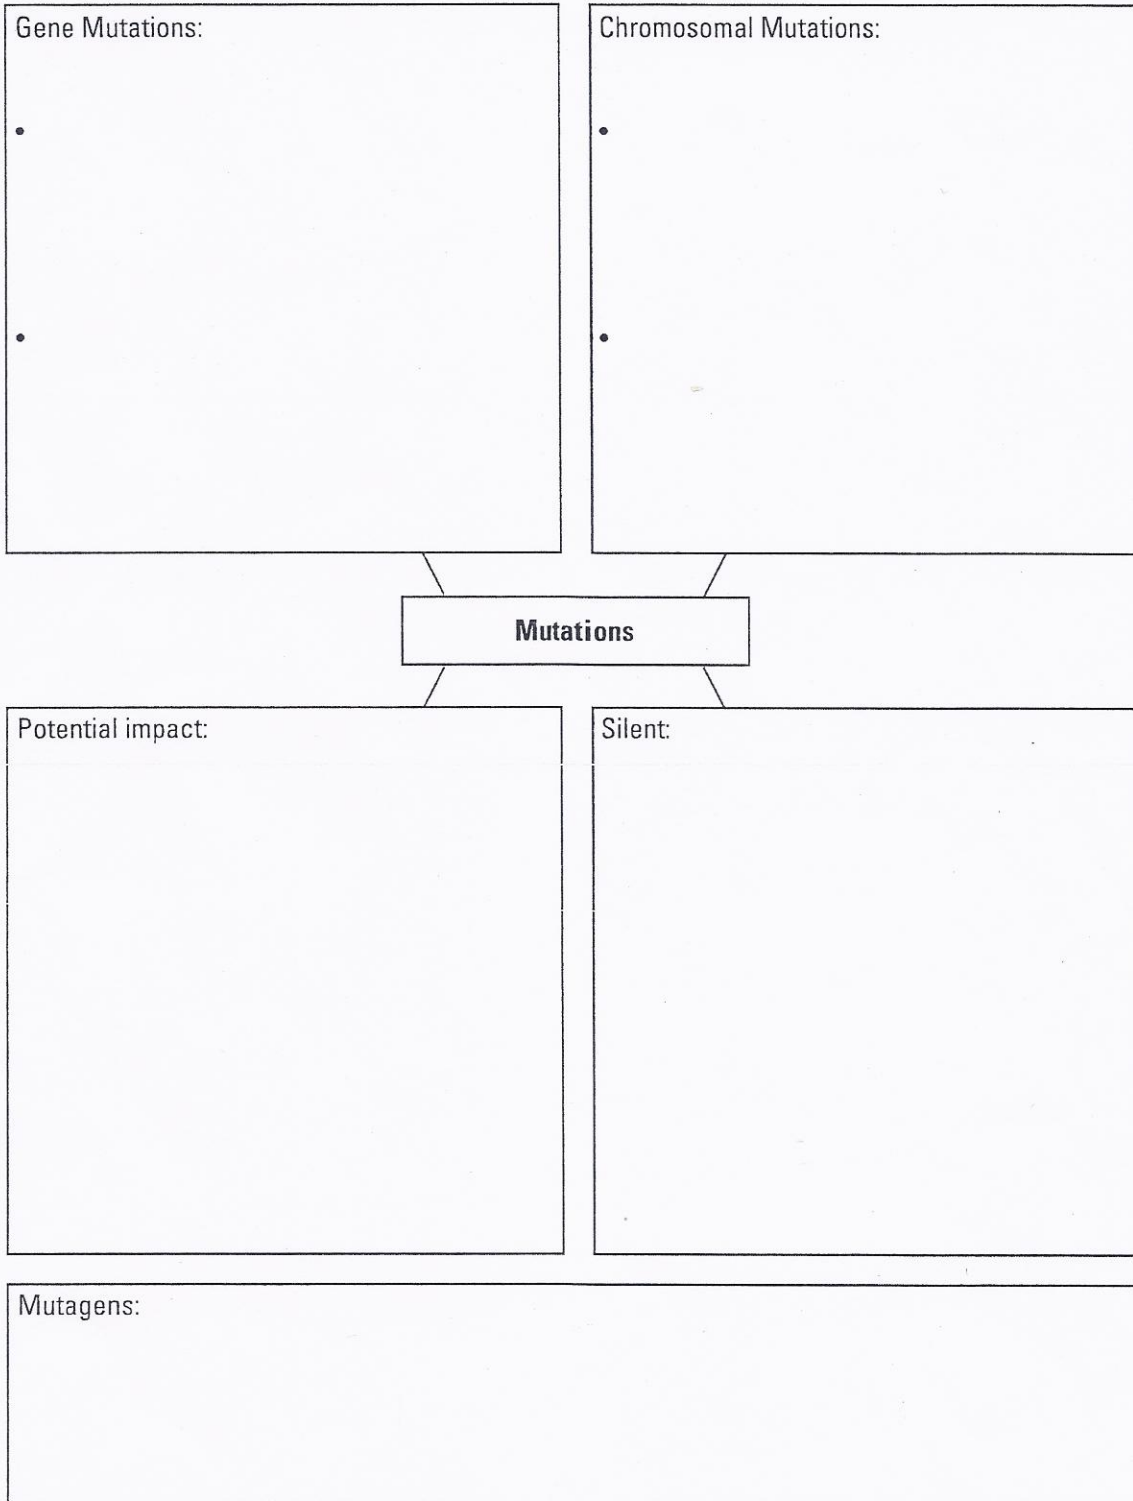 Gene Mutations:
•
•
Chromosomal Mutations:
•
•
Mutations
Potential impact:
Silent:
Mutagens: